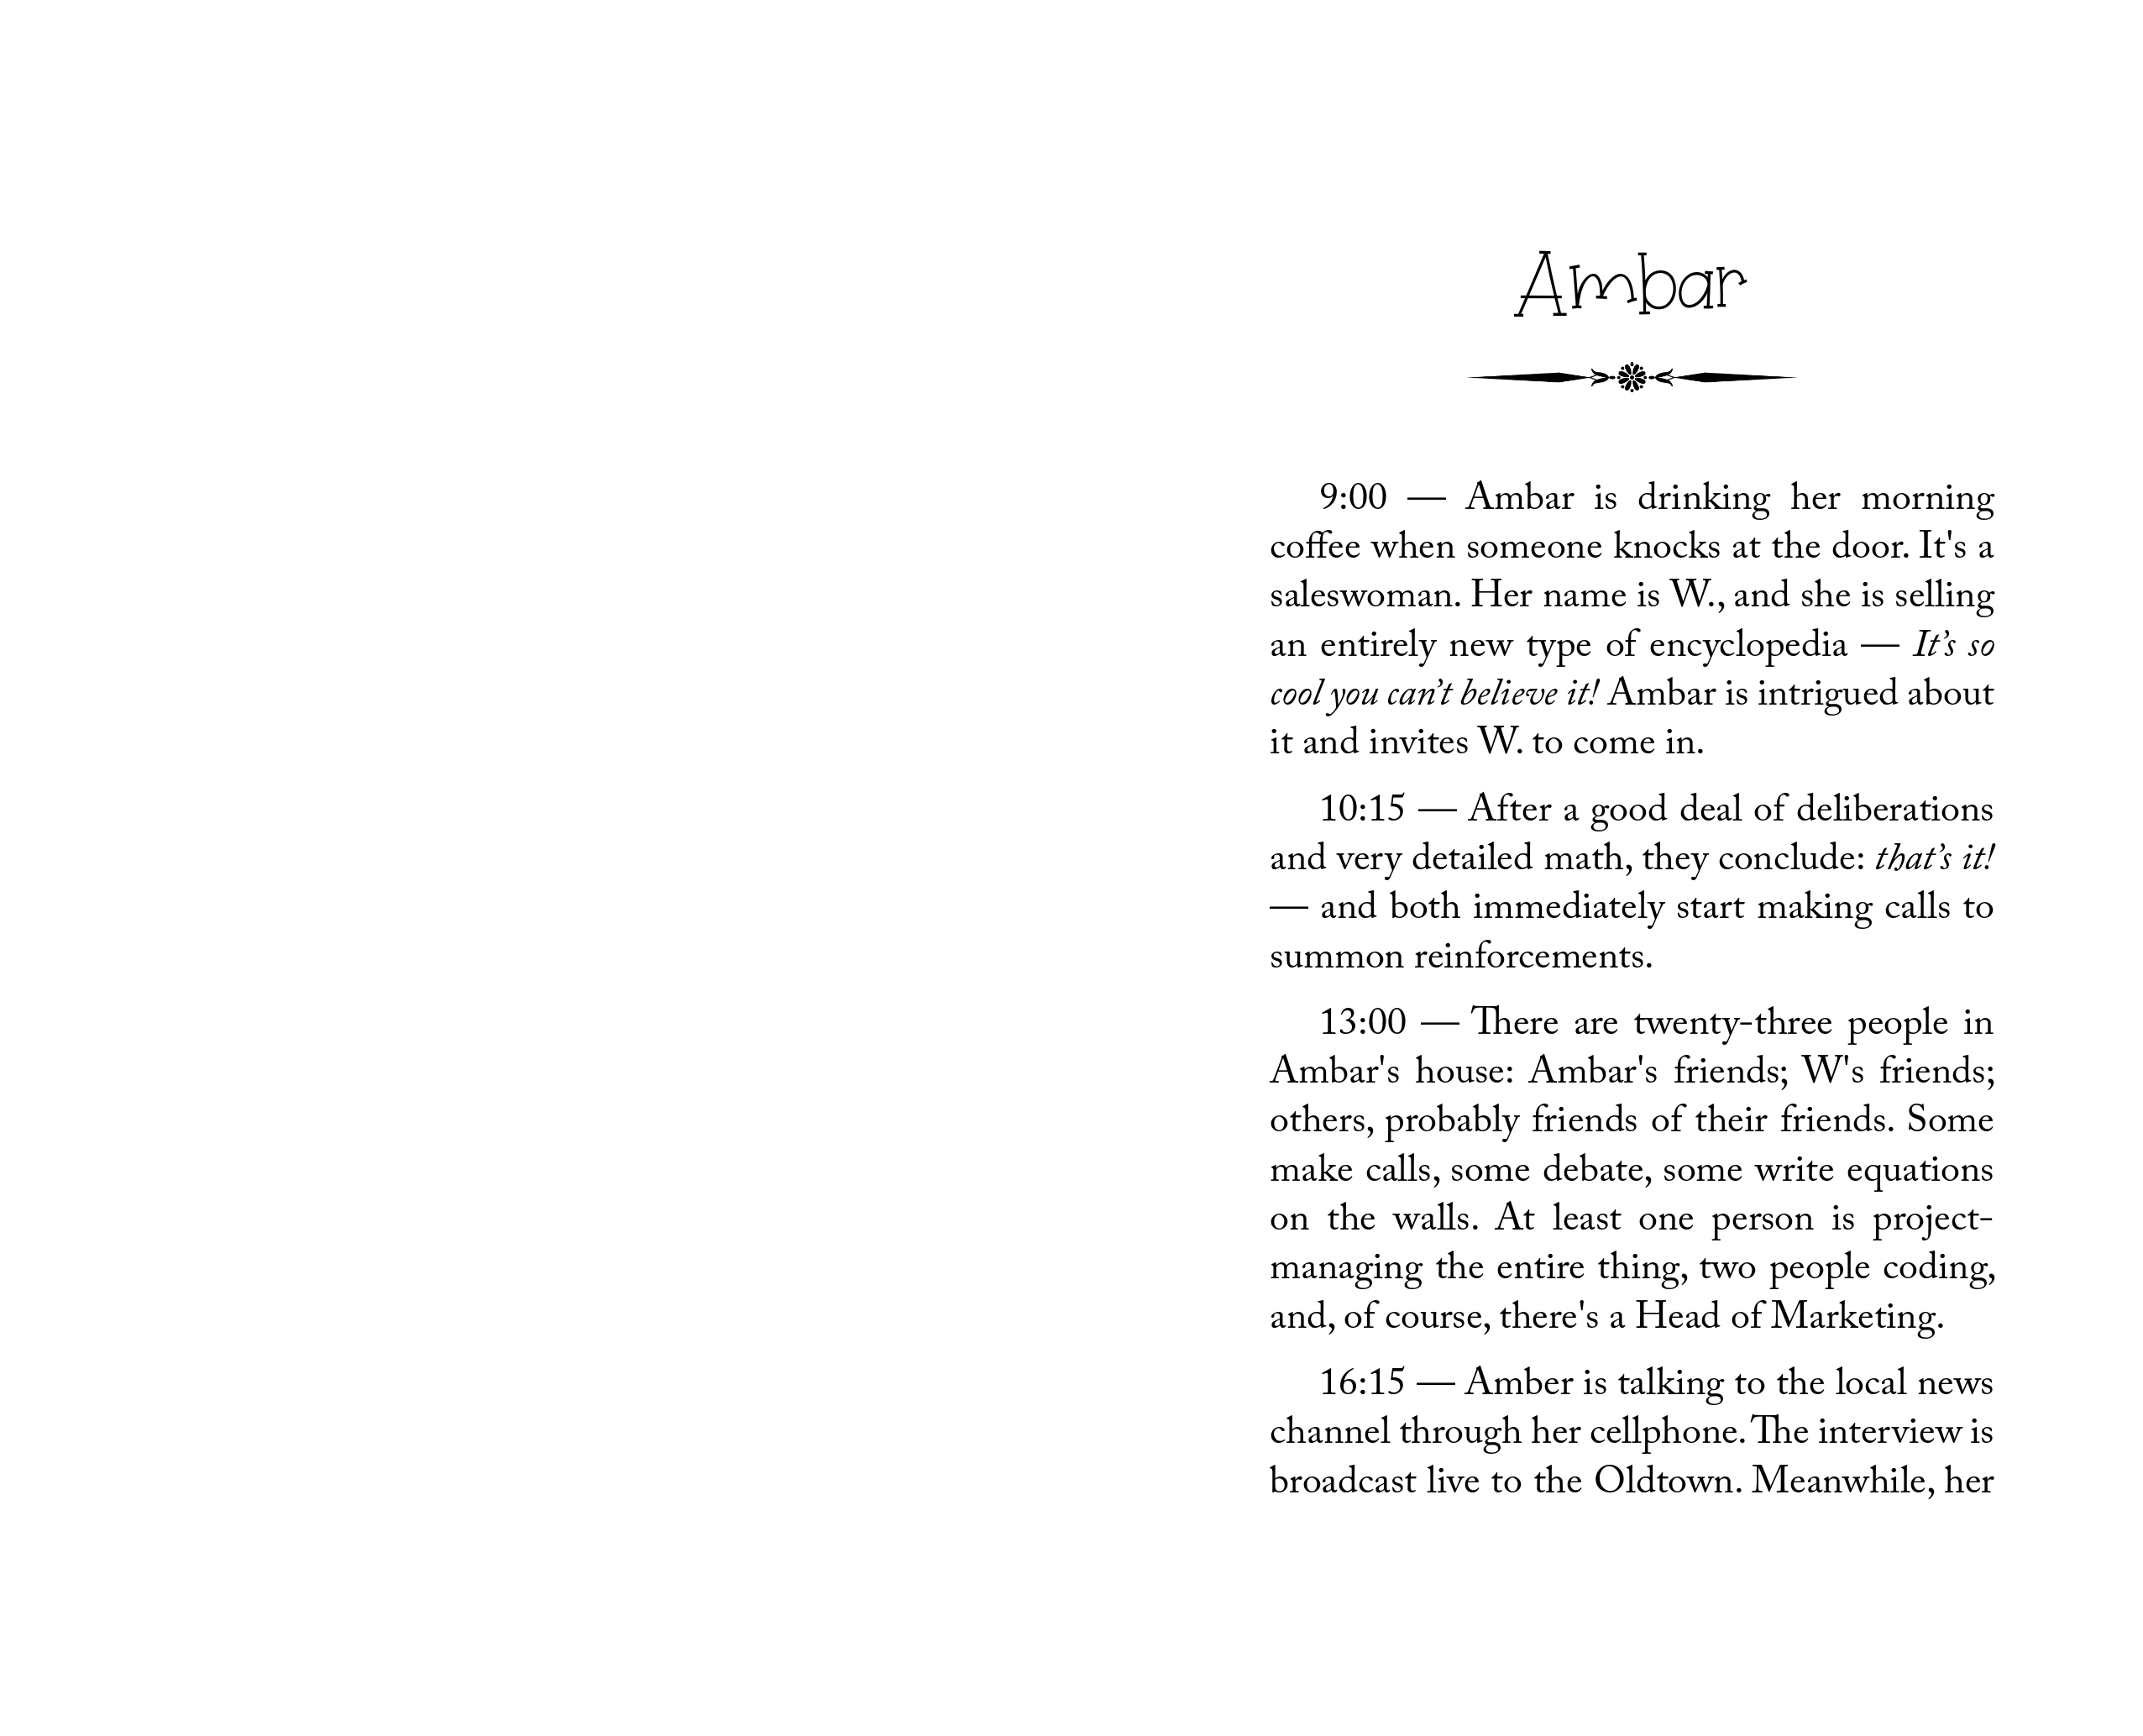 Ambar
9:00 — Ambar is drinking her morning
coffee when someone knocks at the door. It's a
saleswoman. Her name is W., and she is selling
an entirely new type of encyclopedia — It’s so
cool you can’t believe it! Ambar is intrigued about
it and invites W. to come in.
10:15 — After a good deal of deliberations
and very detailed math, they conclude: that’s it!
— and both immediately start making calls to
summon reinforcements.
13:00 — There are twenty-three people in
Ambar's house: Ambar's friends; W's friends;
others, probably friends of their friends. Some
make calls, some debate, some write equations
on the walls. At least one person is project-
managing the entire thing, two people coding,
and, of course, there's a Head of Marketing.
16:15 — Amber is talking to the local news
channel through her cellphone. The interview is
broadcast live to the Oldtown. Meanwhile, her